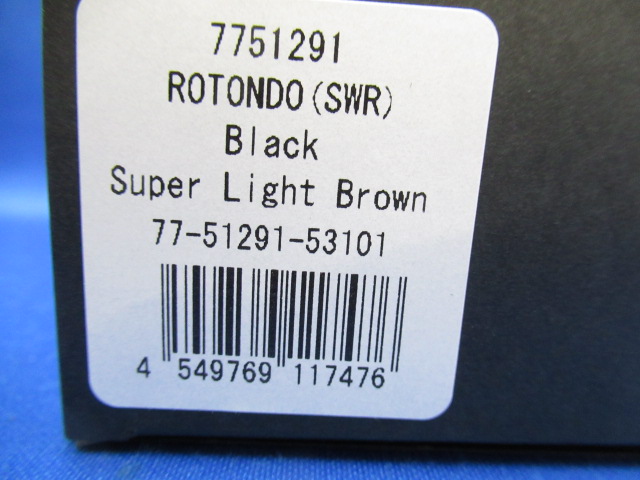 7751291
ROTONDO(SWR)
Black
Super Light Brown
77-51291-53101
4 549769 117476